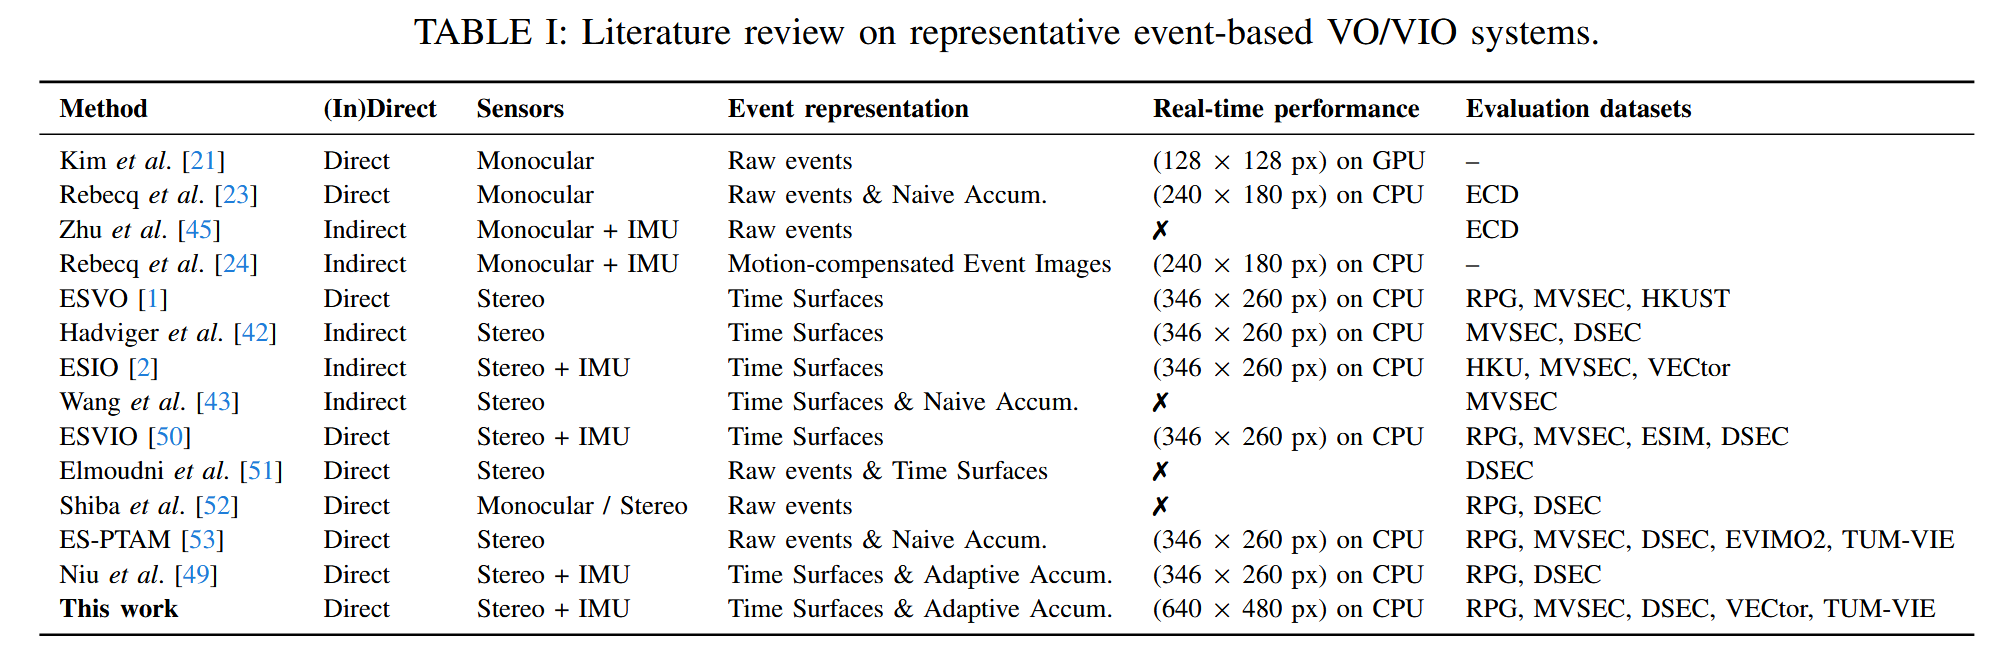 TABLE I: Literature review on representative event-based VO/VIO systems.
Method (In)Direct Sensors Event representation Real-time performance Evaluation datasets
Kim et al. [21] Direct Monocular Raw events (128 × 128 px) on GPU –
Rebecq et al. [23] Direct Monocular Raw events & Naive Accum. (240 × 180 px) on CPU ECD
Zhu et al. [45] Indirect Monocular + IMU Raw events ✗ ECD
Rebecq et al. [24] Indirect Monocular + IMU Motion-compensated Event Images (240 × 180 px) on CPU –
ESVO [1] Direct Stereo Time Surfaces (346 × 260 px) on CPU RPG, MVSEC, HKUST
Hadviger et al. [42] Indirect Stereo Time Surfaces (346 × 260 px) on CPU MVSEC, DSEC
ESIO [2] Indirect Stereo + IMU Time Surfaces (346 × 260 px) on CPU HKU, MVSEC, VECtor
Wang et al. [43] Indirect Stereo Time Surfaces & Naive Accum. ✗ MVSEC
ESVIO [50] Direct Stereo + IMU Time Surfaces (346 × 260 px) on CPU RPG, MVSEC, ESIM, DSEC
Elmoudni et al. [51] Direct Stereo Raw events & Time Surfaces ✗ DSEC
Shiba et al. [52] Direct Monocular / Stereo Raw events ✗ RPG, DSEC
ES-PTAM [53] Direct Stereo Raw events & Naive Accum. (346 × 260 px) on CPU RPG, MVSEC, DSEC, EVIMO2, TUM-VIE
Niu et al. [49] Direct Stereo + IMU Time Surfaces & Adaptive Accum. (346 × 260 px) on CPU RPG, DSEC
This work Direct Stereo + IMU Time Surfaces & Adaptive Accum. (640 × 480 px) on CPU RPG, MVSEC, DSEC, VECtor, TUM-VIE